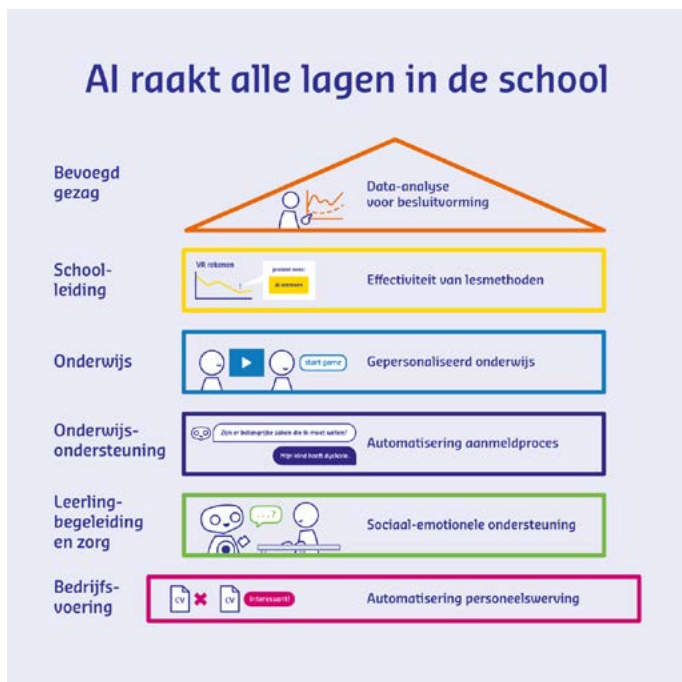 AI raakt alle lagen in de school
Bevoegd
gezag
Data-analyse
voor besluitvorming
School-
leiding
VR rekenen
!
probeer eens:
Effectiviteit van lesmethoden
Onderwijs
start game
Gepersonaliseerd onderwijs
Onderwijs-
ondersteuning
Zijn er belangrijke zaken die ik moet weten?
Mijn kind heeft dyslexie.
Automatisering aanmeldproces
Leerling-
begeleiding
en zorg
...?
Sociaal-emotionele ondersteuning
Bedrijfs-
voering
CV
CV
Interessant!
Automatisering personeelswerving